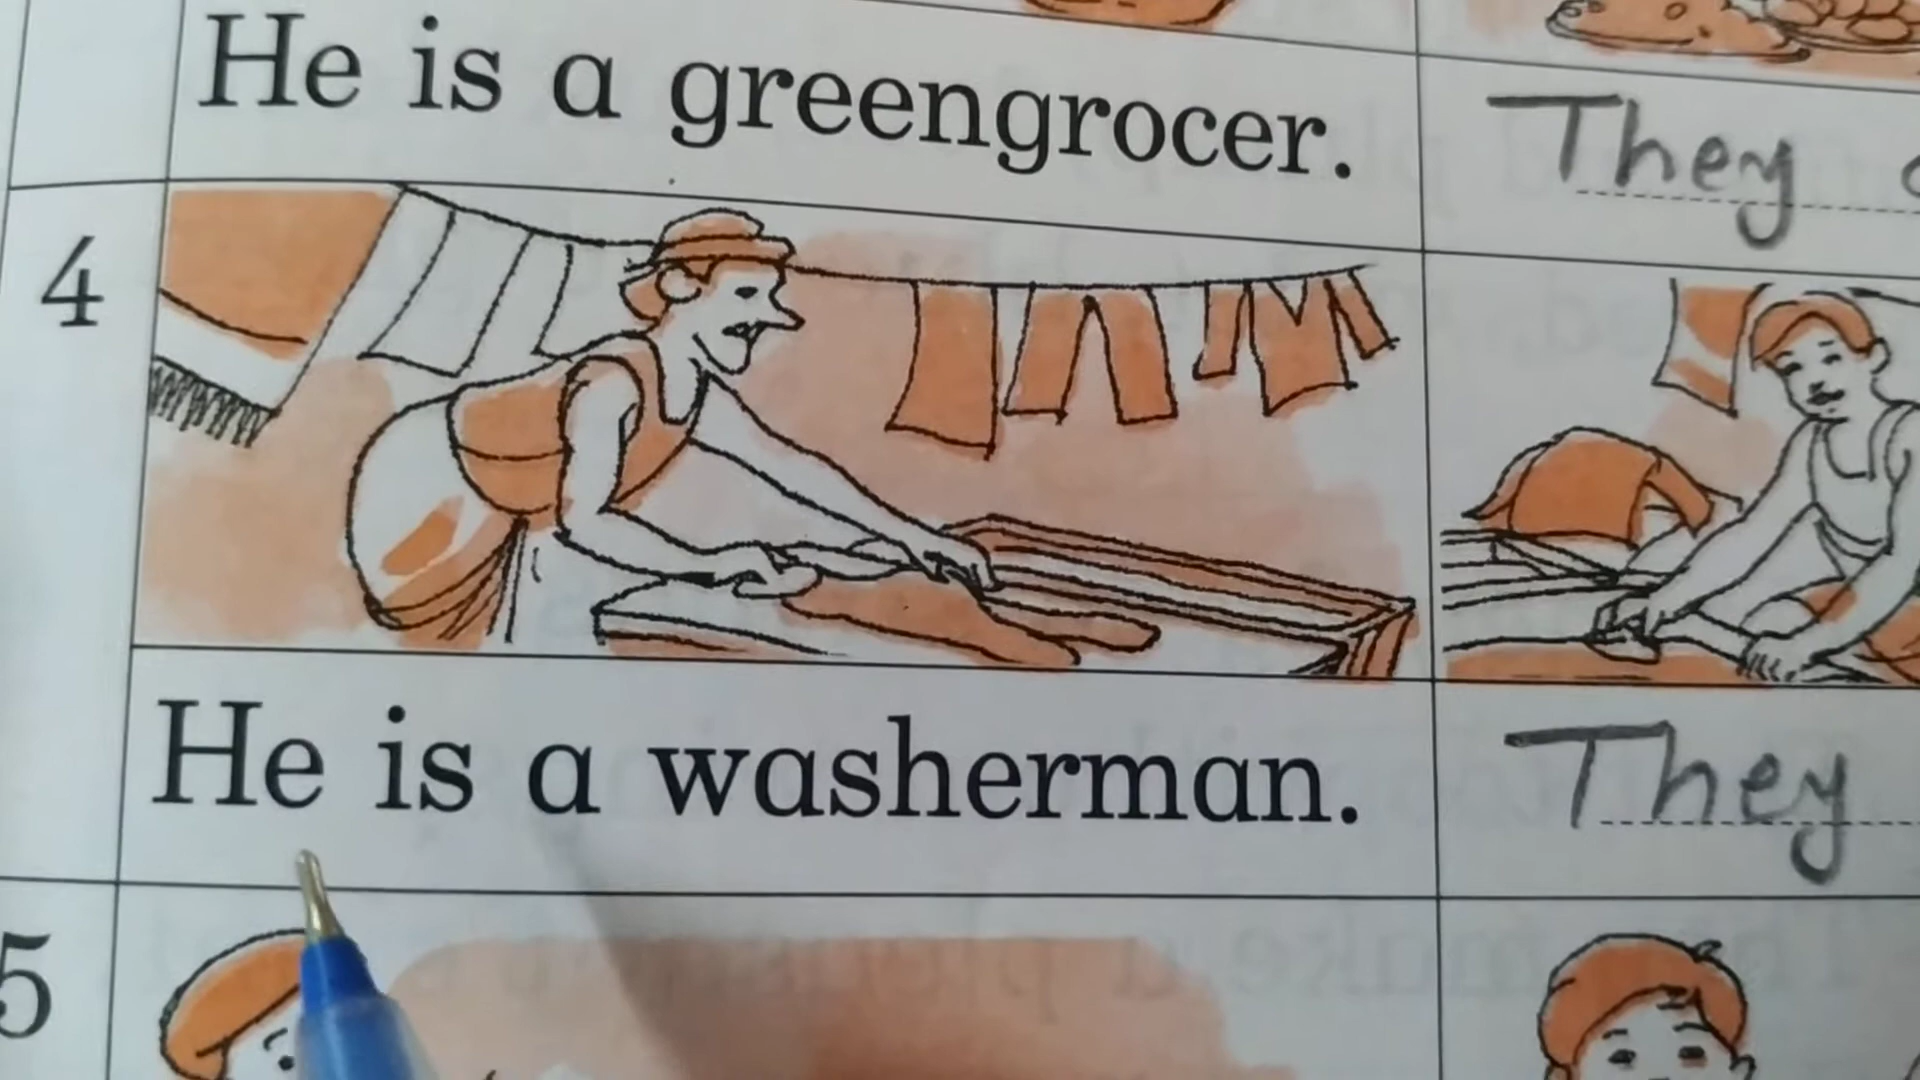 He is a greengrocer.
They
4
He is a washerman.
They
5